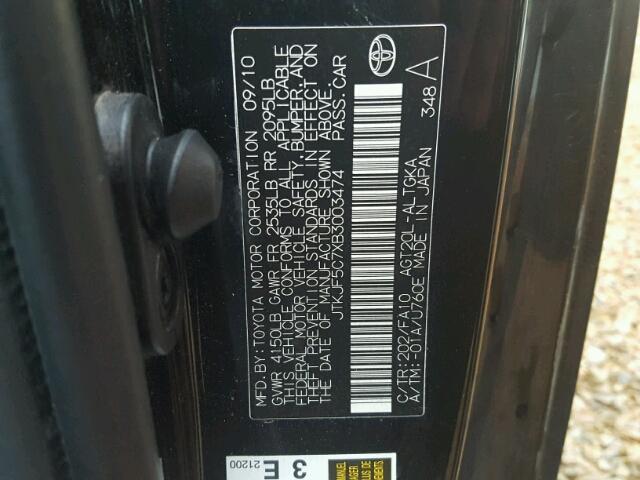 MFD.BY:TOYOTA MOTOR CORPORATION 09/10
GVWR 4150LB GAWR FR 2535LB RR 2095LB
THIS VEHICLE CONFORMS TO ALL APPLICABLE
FEDERAL MOTOR VEHICLE SAFETY,BUMPER,AND
THEFT PREVENTION STANDARDS IN EFFECT ON
THE DATE OF MANUFACTURE SHOWN ABOVE.
JTKJF5C7XB3003474 PASS.CAR
C/TR:202/FA10 AGT20L-ALTGKA
A/TM:-01A/U760E MADE IN JAPAN
348 A
21200
3 E
MANUEL